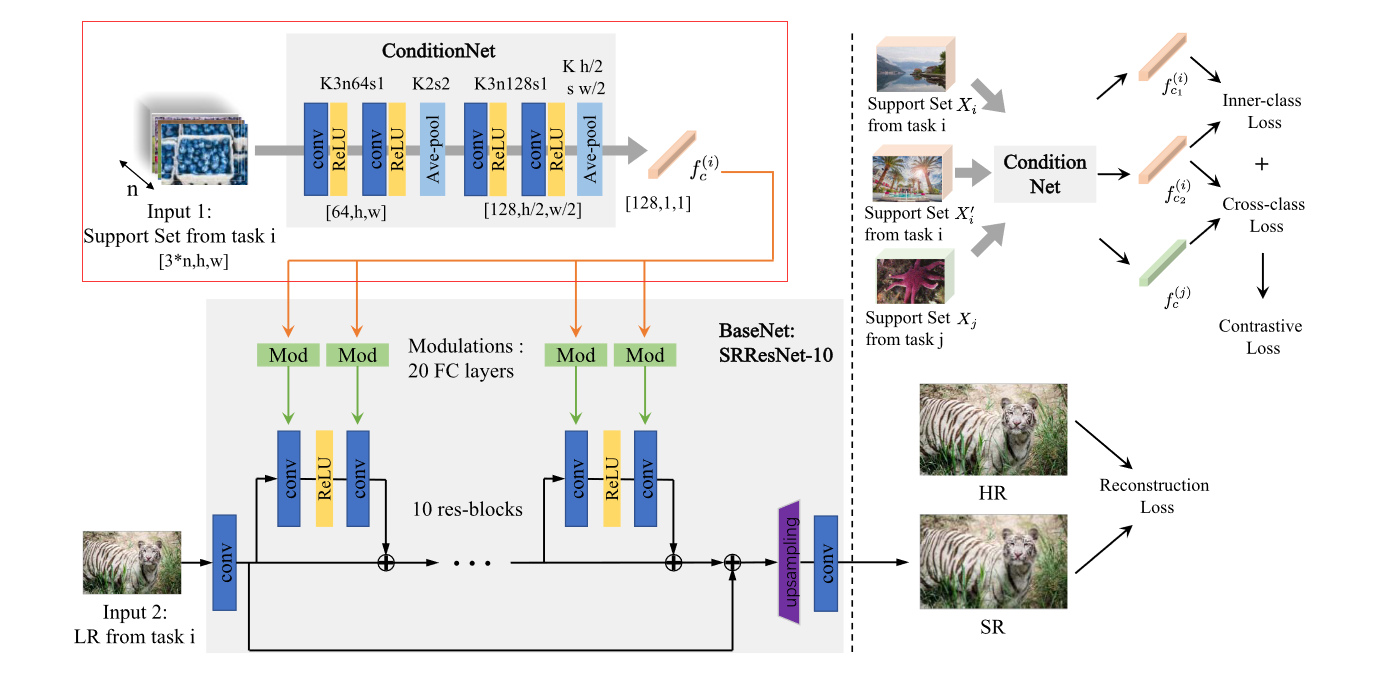 ConditionNet
K3n64s1
K2s2
K3n128s1
K h/2
s w/2
conv
ReLU
conv
ReLU
Ave-pool
conv
ReLU
conv
ReLU
Ave-pool
n
[64,h,w]
[128,h/2,w/2]
f_c^{(i)}
[128,1,1]
Input 1:
Support Set from task i
[3*n,h,w]
BaseNet:
SRResNet-10
Mod
Mod
Modulations :
20 FC layers
Mod
Mod
conv
ReLU
conv
10 res-blocks
conv
ReLU
conv
conv
upsampling
conv
Input 2:
LR from task i
Support Set X_i
from task i
Support Set X'_i
from task i
Support Set X_j
from task j
Condition
Net
f_{c_1}^{(i)}
f_{c_2}^{(i)}
f_c^{(j)}
Inner-class
Loss
+
Cross-class
Loss
Contrastive
Loss
HR
SR
Reconstruction
Loss